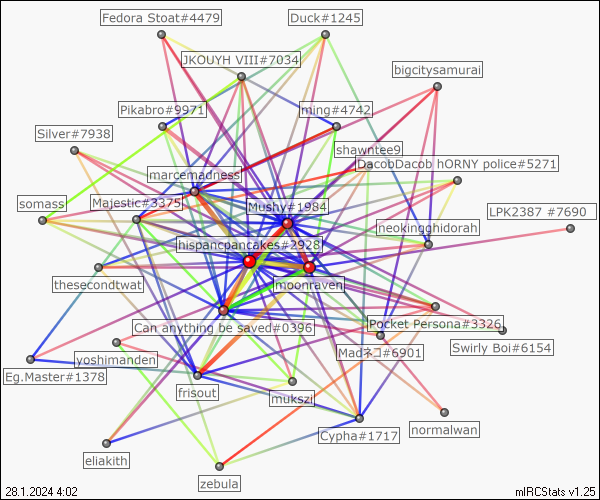 Fedora Stoat#4479
Duck#1245
JKOUYH VIII#7034
bigcitysamurai
Pikabro#9971
ming#4742
Silver#7938
shawntee9
DacobDacob hORNY police#5271
marcemadness
somass
Majestic#3375
Mushy#1984
LPK2387 #7690
neokingghidorah
hispancpancakes#2928
thesecondtwat
moonraven
Can anything be saved#0396
Pocket Persona#3326
Swirly Boi#6154
yoshimanden
Madネコ#6901
Eg.Master#1378
frisout
mukszi
normalwan
Cypha#1717
eliakith
zebula
28.1.2024 4:02
mIRCStats v1.25